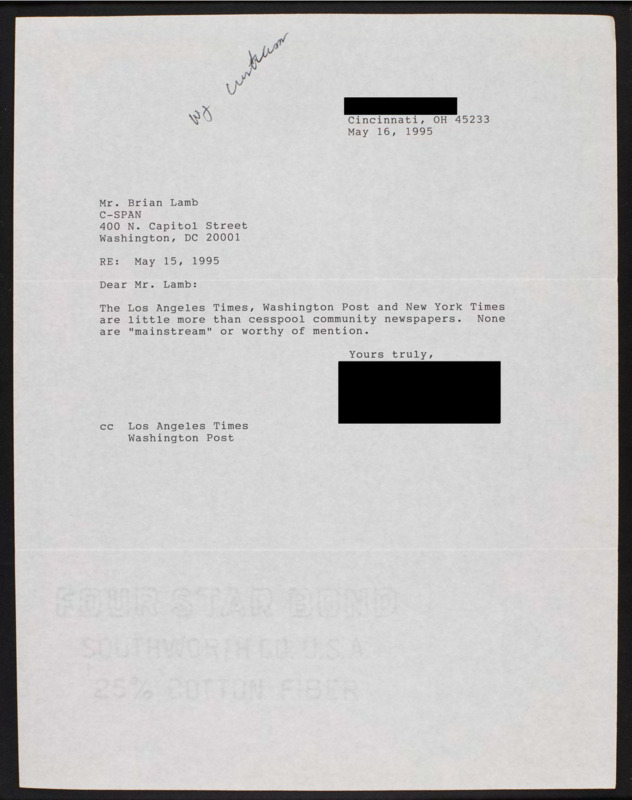 Cincinnati, OH 45233
May 16, 1995
Mr. Brian Lamb
C-SPAN
400 N. Capitol Street
Washington, DC 20001
RE: May 15, 1995
Dear Mr. Lamb:
The Los Angeles Times, Washington Post and New York Times
are little more than cesspool community newspapers. None
are "mainstream" or worthy of mention.
Yours truly,
cc Los Angeles Times
Washington Post
FOUR STAR BOND
SOUTHWORTH CO. U.S.A.
25% COTTON FIBER